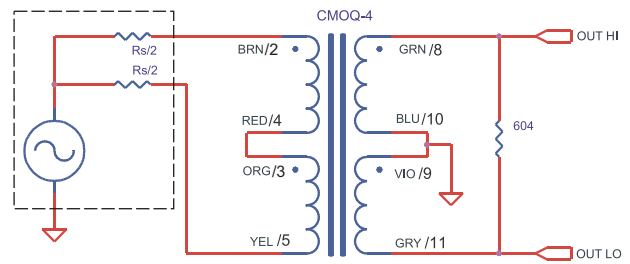 CMOQ-4
OUT HI
Rs/2
BRN/2
GRN/8
Rs/2
RED/4
BLU/10
604
ORG/3
VIO/9
YEL/5
GRY/11
OUT LO